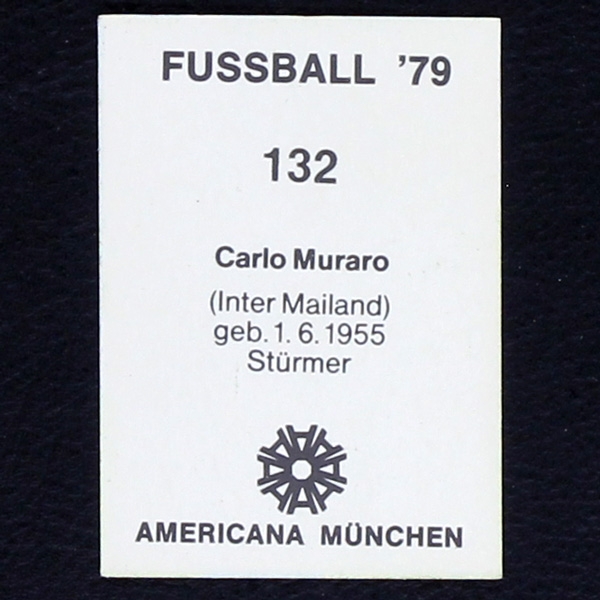 FUSSBALL ’79
132
Carlo Muraro
(Inter Mailand)
geb. 1. 6. 1955
Stürmer
AMERICANA MÜNCHEN